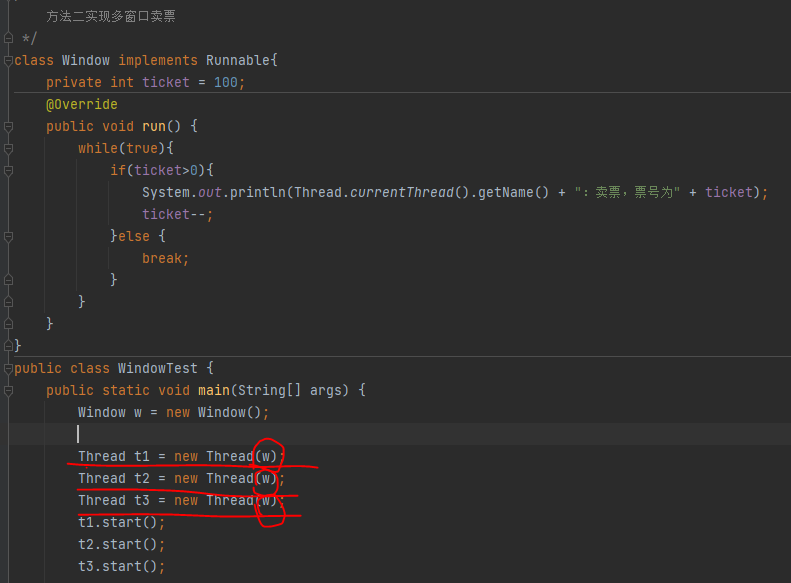 方法二实现多窗口卖票
*/
class Window implements Runnable{
private int ticket = 100;
@Override
public void run() {
while(true){
if(ticket>0){
System.out.println(Thread.currentThread().getName() + ": 卖票，票号为" + ticket);
ticket--;
}else {
break;
}
}
}
}
public class WindowTest {
public static void main(String[] args) {
Window w = new Window();
Thread t1 = new Thread(w);
Thread t2 = new Thread(w);
Thread t3 = new Thread(w);
t1.start();
t2.start();
t3.start();